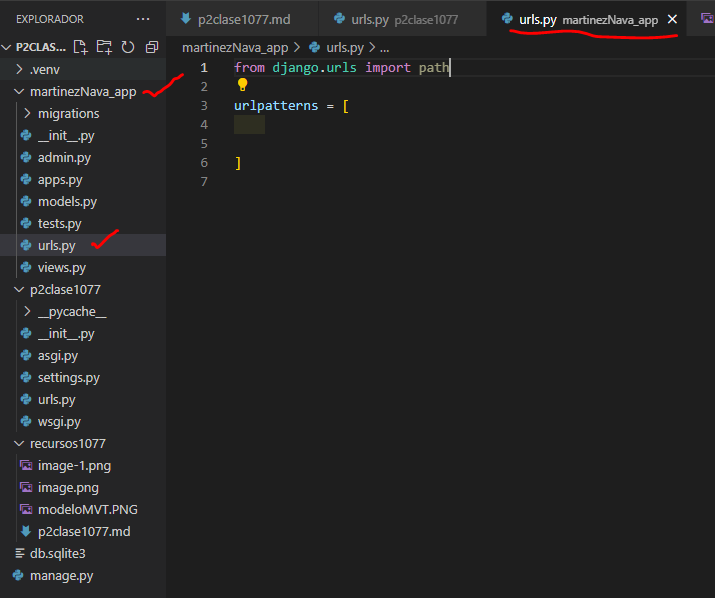 EXPLORADOR ...
P2CLAS...
.venv
martinezNava_app
migrations
__init__.py
admin.py
apps.py
models.py
tests.py
urls.py
views.py
p2clase1077
__pycache__
__init__.py
asgi.py
settings.py
urls.py
wsgi.py
recursos1077
image-1.png
image.png
modeloMVT.PNG
p2clase1077.md
db.sqlite3
manage.py
p2clase1077.md
urls.py p2clase1077
urls.py martinezNava_app
martinezNava_app > urls.py > ...
1 from django.urls import path
2
3 urlpatterns = [
4
5
6 ]
7